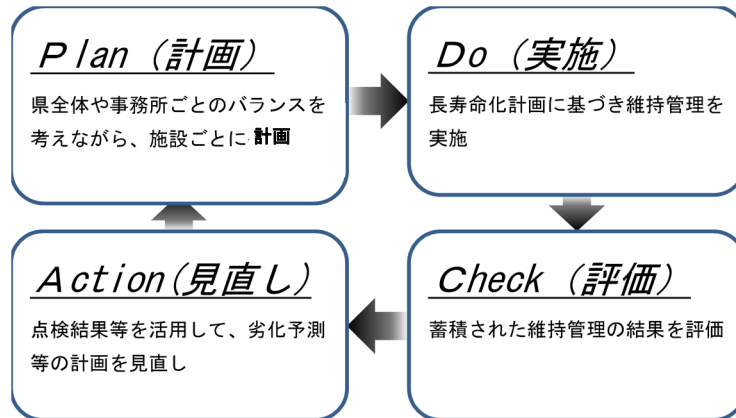 Plan (計画)
県全体や事務所ごとのバランスを
考えながら、施設ごとに計画
Do (実施)
長寿命化計画に基づき維持管理を
実施
Action(見直し)
点検結果等を活用して、劣化予測
等の計画を見直し
Check (評価)
蓄積された維持管理の結果を評価